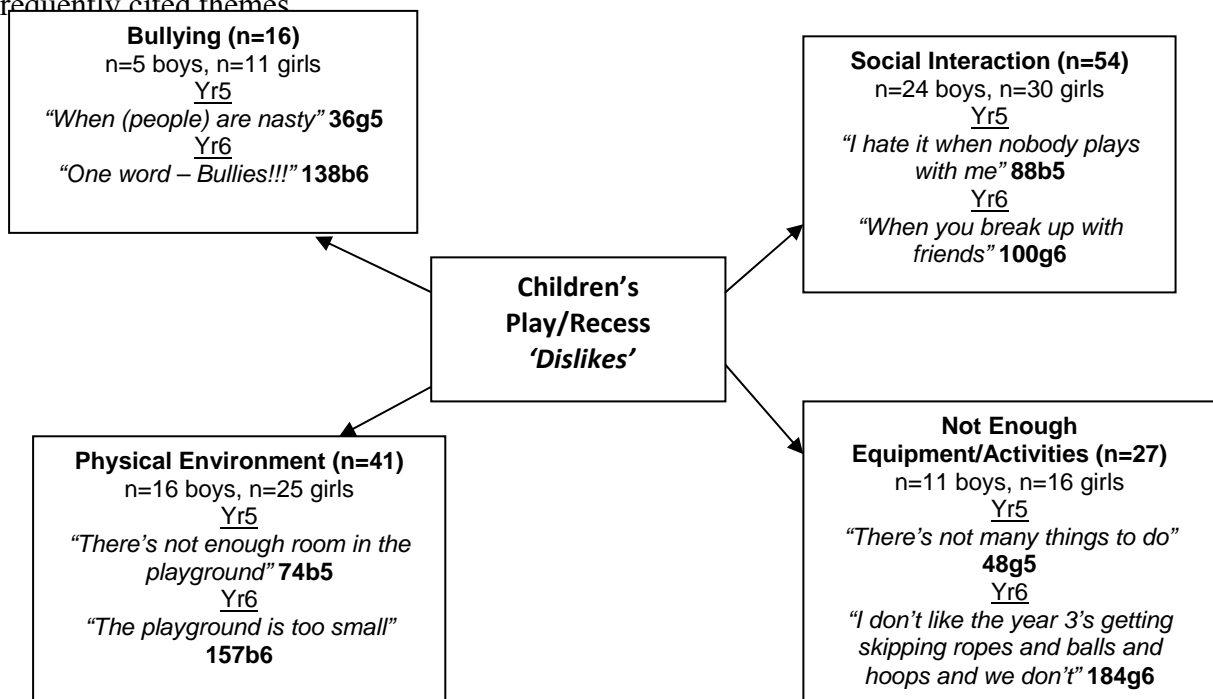 requently cited themes
Bullying (n=16)
n=5 boys, n=11 girls
Yr5
“When (people) are nasty” 36g5
Yr6
“One word – Bullies!!!” 138b6
Social Interaction (n=54)
n=24 boys, n=30 girls
Yr5
“I hate it when nobody plays
with me” 88b5
Yr6
“When you break up with
friends” 100g6
Children’s
Play/Recess
‘Dislikes’
Physical Environment (n=41)
n=16 boys, n=25 girls
Yr5
“There’s not enough room in the
playground” 74b5
Yr6
“The playground is too small”
157b6
Not Enough
Equipment/Activities (n=27)
n=11 boys, n=16 girls
Yr5
“There’s not many things to do”
48g5
Yr6
“I don’t like the year 3’s getting
skipping ropes and balls and
hoops and we don’t” 184g6